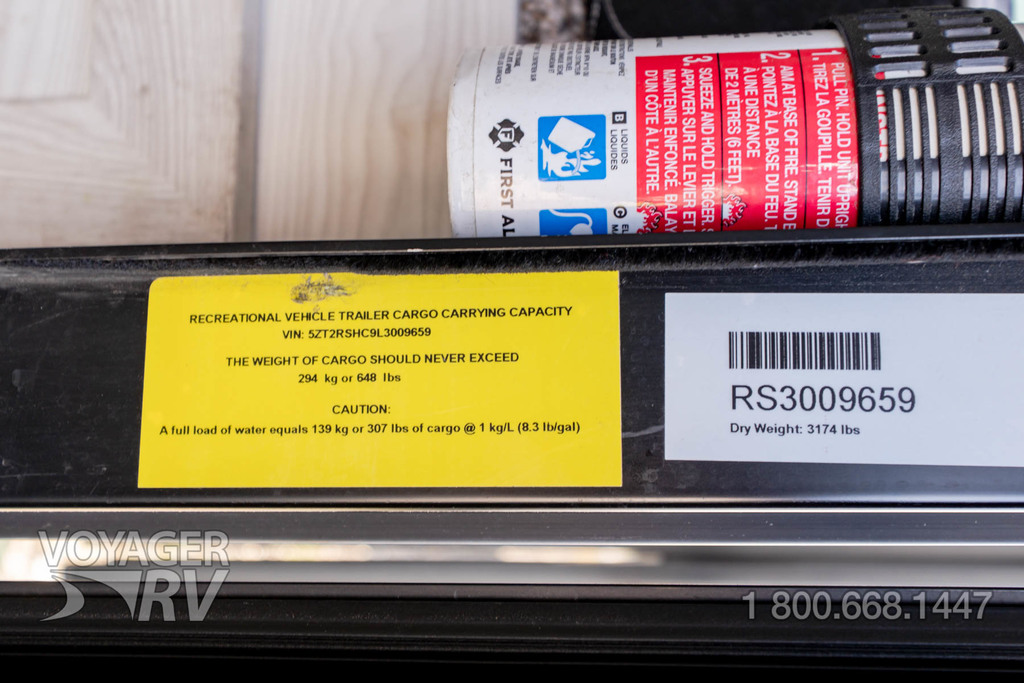 1. PULL PIN, HOLD UNIT UPRIGH
TIREZ LA GOUPILLE, TENIR D
2. AIM AT BASE OF FIRE, STAND
POINTEZ À LA BASE DU FEU.
À UNE DISTANCE
DE 2 MÈTRES (6 FEET)
3. SQUEEZE AND HOLD TRIGGER,
APPUYER SUR LE LEVIER ET
MAINTENIR ENFONCÉ. BALAY
D'UN CÔTÉ À L'AUTRE.
B LIQUIDS
LIQUIDES
C EL
F
FIRST AL
RECREATIONAL VEHICLE TRAILER CARGO CARRYING CAPACITY
VIN: 5ZT2RSHC9L3009659
THE WEIGHT OF CARGO SHOULD NEVER EXCEED
294 kg or 648 lbs
CAUTION:
A full load of water equals 139 kg or 307 lbs of cargo @ 1 kg/L (8.3 lb/gal)
RS3009659
Dry Weight: 3174 lbs
VOYAGER
RV
1 800.668.1447